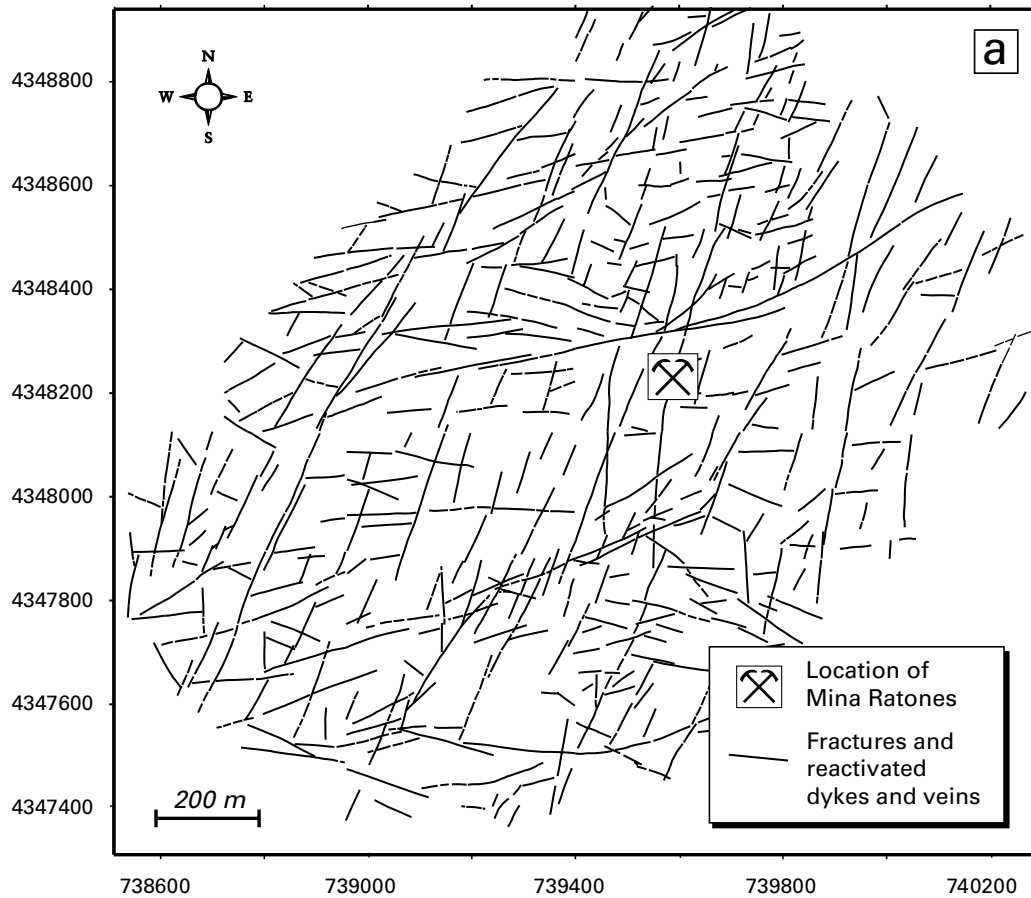 a
N
W E
S
4348800
4348600
4348400
4348200
4348000
4347800
4347600
4347400
200 m
Location of
Mina Ratones
Fractures and
reactivated
dykes and veins
738600 739000 739400 739800 740200